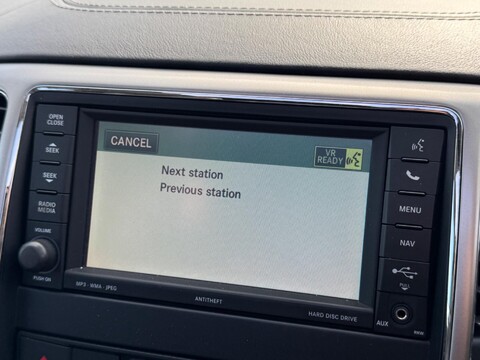 OPEN
CLOSE
SEEK
SEEK
RADIO
MEDIA
VOLUME
PUSH ON
CANCEL
VR
READY
Next station
Previous station
MENU
NAV
AUX
MP3 · WMA · JPEG
ANTITHEFT
HARD DISC DRIVE